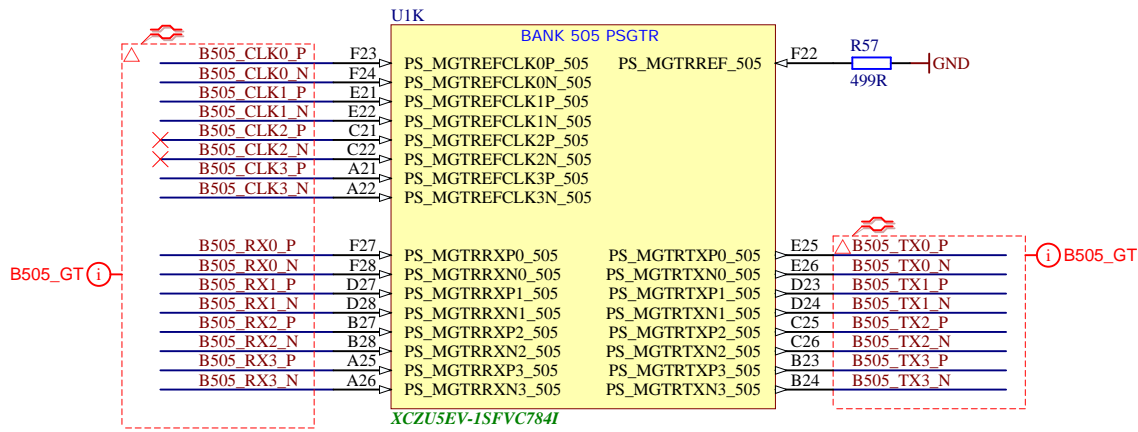 U1K
BANK 505 PSGTR
B505_CLK0_P F23 PS_MGTREFCLK0P_505 PS_MGTRREF_505 F22 R57 499R GND
B505_CLK0_N F24 PS_MGTREFCLK0N_505
B505_CLK1_P E21 PS_MGTREFCLK1P_505
B505_CLK1_N E22 PS_MGTREFCLK1N_505
B505_CLK2_P C21 PS_MGTREFCLK2P_505
B505_CLK2_N C22 PS_MGTREFCLK2N_505
B505_CLK3_P A21 PS_MGTREFCLK3P_505
B505_CLK3_N A22 PS_MGTREFCLK3N_505
B505_RX0_P F27 PS_MGTRRXP0_505 PS_MGTRTXP0_505 E25 B505_TX0_P
B505_GT i B505_RX0_N F28 PS_MGTRRXN0_505 PS_MGTRTXN0_505 E26 B505_TX0_N i B505_GT
B505_RX1_P D27 PS_MGTRRXP1_505 PS_MGTRTXP1_505 D23 B505_TX1_P
B505_RX1_N D28 PS_MGTRRXN1_505 PS_MGTRTXN1_505 D24 B505_TX1_N
B505_RX2_P B27 PS_MGTRRXP2_505 PS_MGTRTXP2_505 C25 B505_TX2_P
B505_RX2_N B28 PS_MGTRRXN2_505 PS_MGTRTXN2_505 C26 B505_TX2_N
B505_RX3_P A25 PS_MGTRRXP3_505 PS_MGTRTXP3_505 B23 B505_TX3_P
B505_RX3_N A26 PS_MGTRRXN3_505 PS_MGTRTXN3_505 B24 B505_TX3_N
XCZU5EV-1SFVC784I